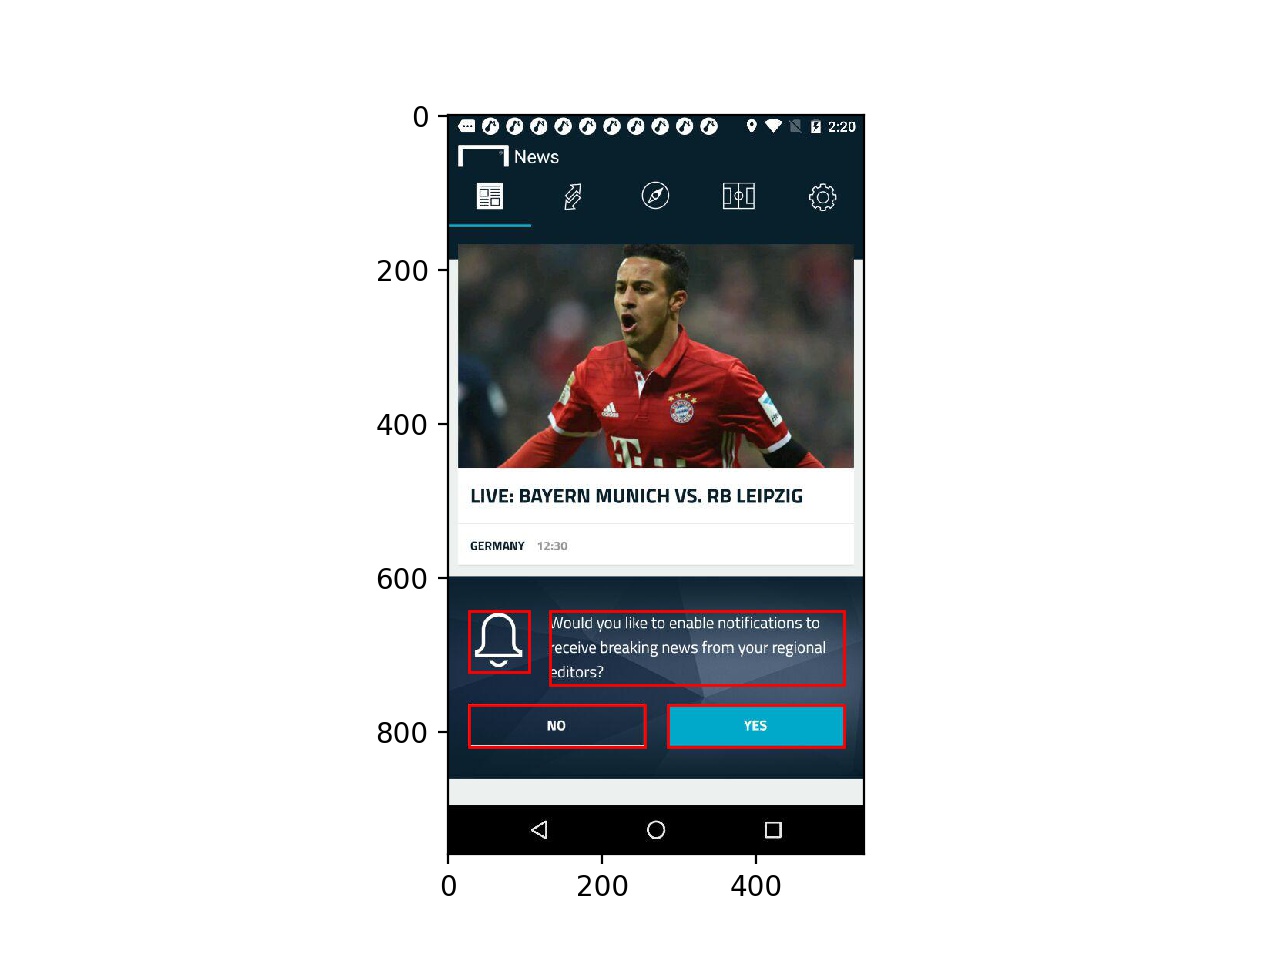 0
200
400
600
800
2:20
News
LIVE: BAYERN MUNICH VS. RB LEIPZIG
GERMANY 12:30
Would you like to enable notifications to
receive breaking news from your regional
editors?
NO YES
0 200 400